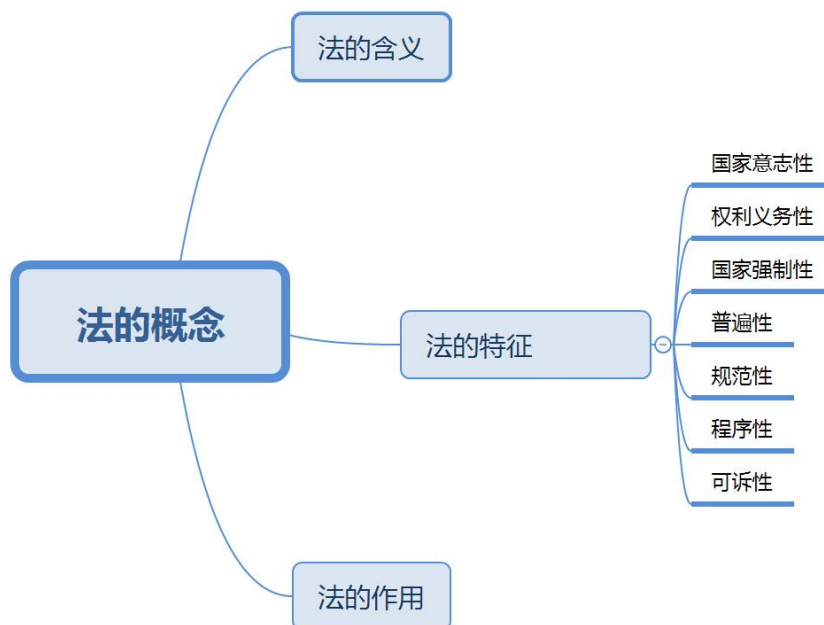 法的含义
国家意志性
权利义务性
国家强制性
普遍性
法的概念
法的特征
规范性
程序性
可诉性
法的作用